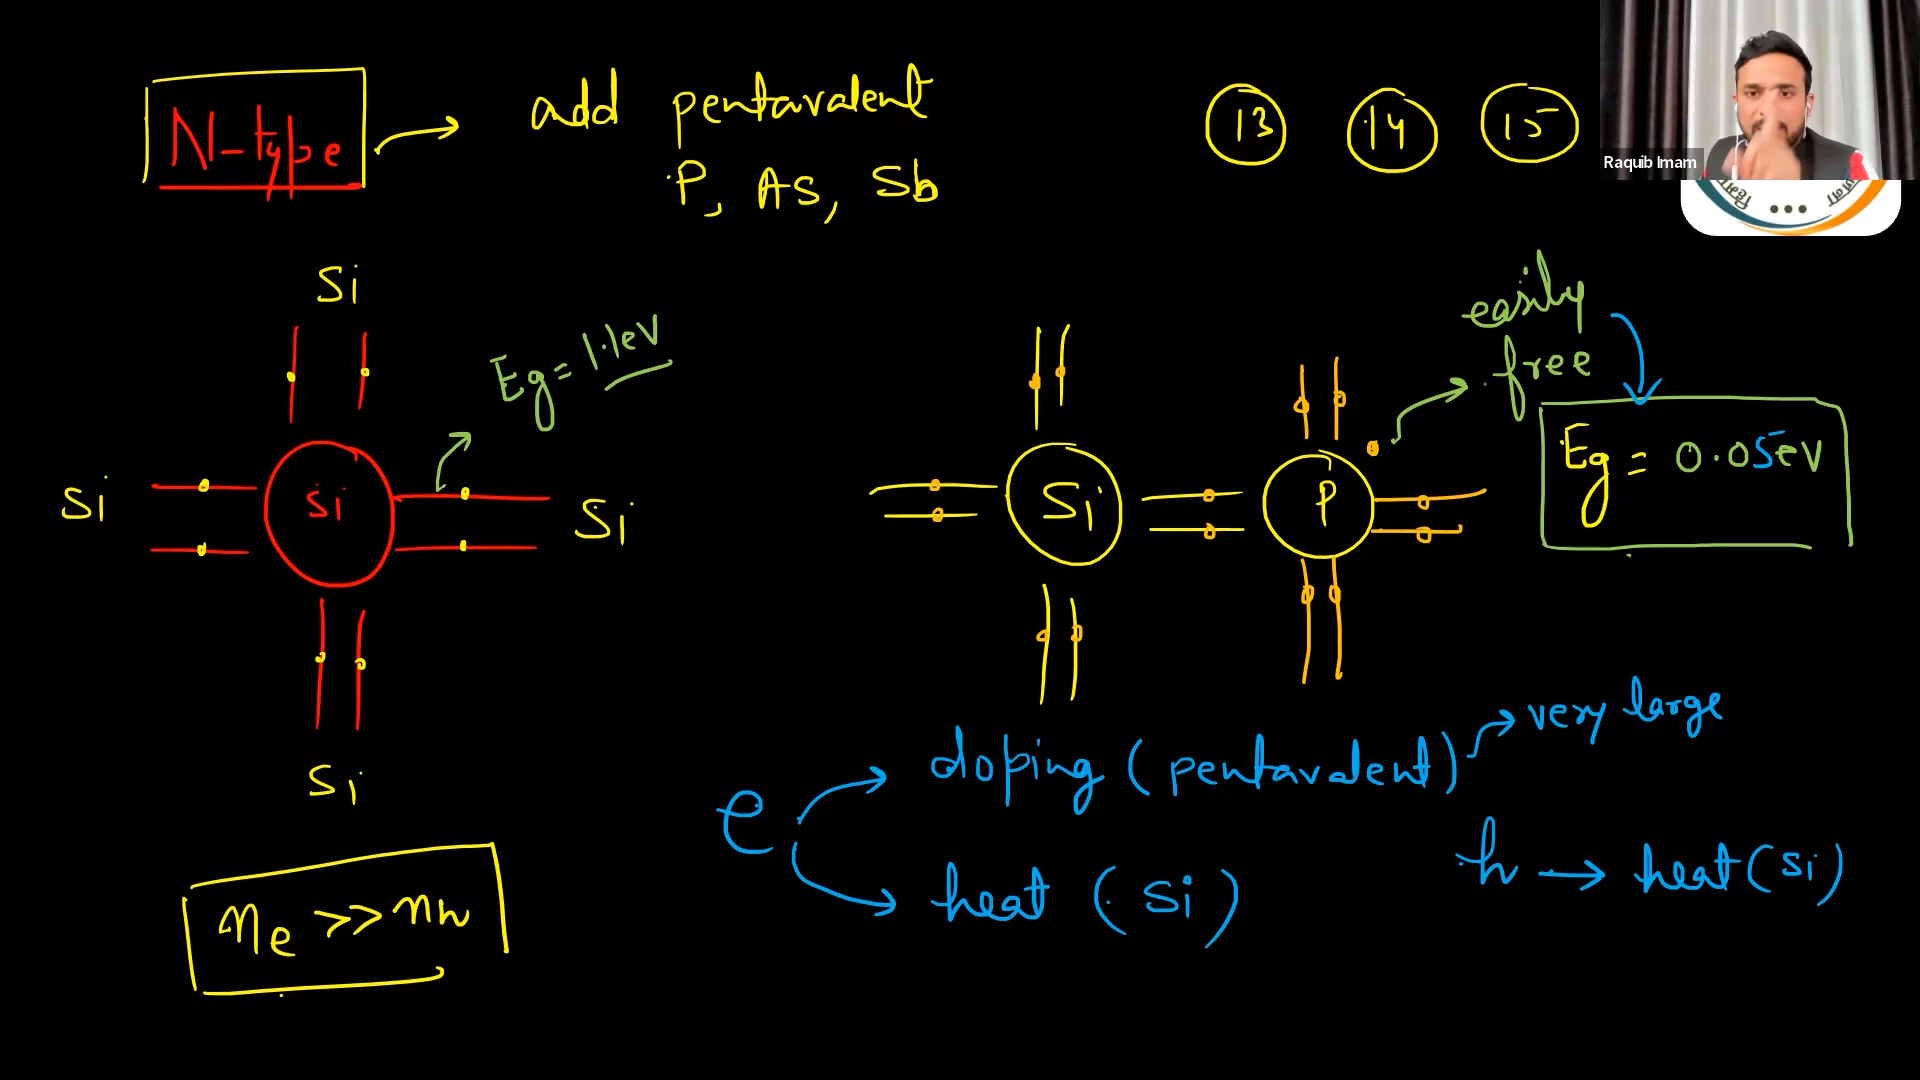 N-type
add pentavalent
P, As, Sb
13 14 15
Raquib Imam
Si
Eg = 1.1eV
Si Si Si
Si
easily
free
Eg = 0.05eV
Si P
e
doping (pentavalent)
very large
heat (Si)
h → heat (Si)
ne >> nh